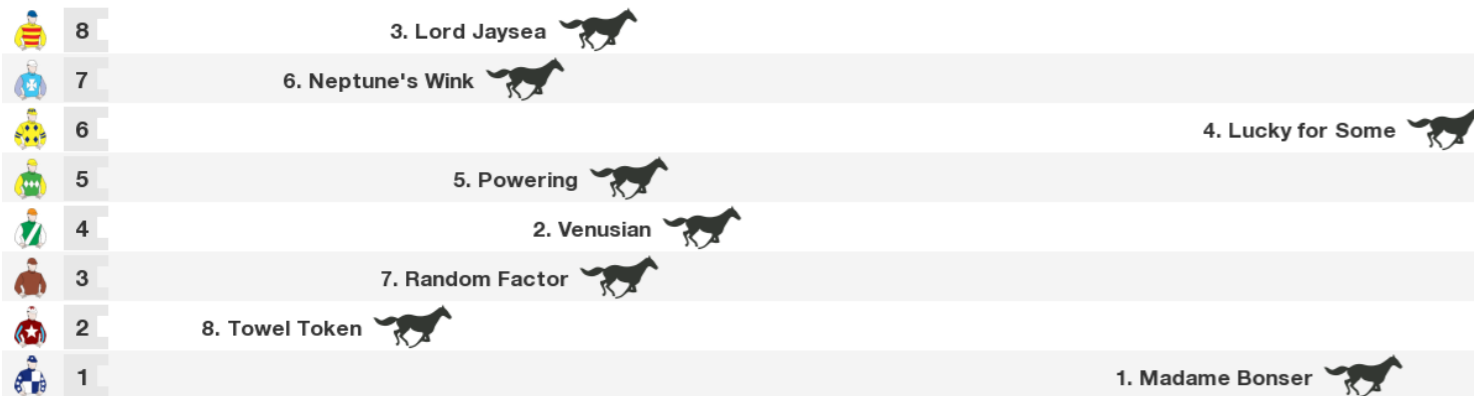 8 3. Lord Jaysea
7 6. Neptune's Wink
6 4. Lucky for Some
5 5. Powering
4 2. Venusian
3 7. Random Factor
2 8. Towel Token
1 1. Madame Bonser